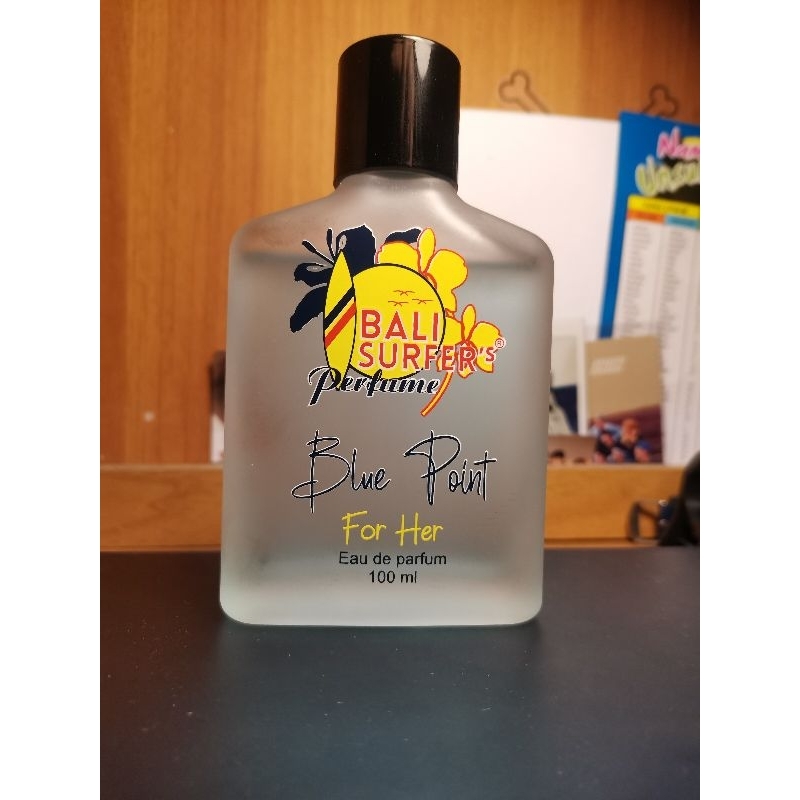 BALI
SURFER'S®
Perfume
Blue Point
For Her
Eau de parfum
100 ml